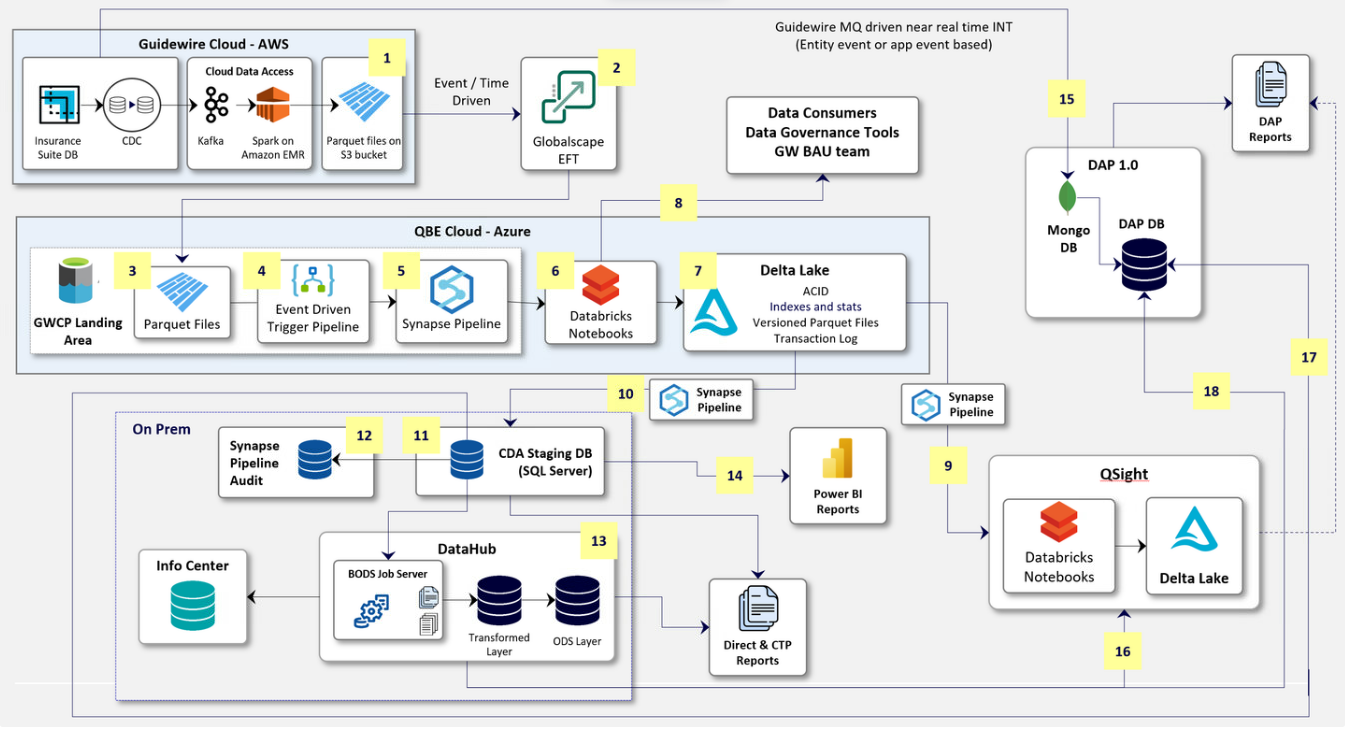 Guidewire MQ driven near real time INT
(Entity event or app event based)
Guidewire Cloud - AWS
1
Insurance
Suite DB
CDC
Cloud Data Access
Kafka
Spark on
Amazon EMR
Parquet files on
S3 bucket
Event / Time
Driven
2
Globalscape
EFT
Data Consumers
Data Governance Tools
GW BAU team
15
DAP
Reports
DAP 1.0
Mongo
DB
DAP DB
8
QBE Cloud - Azure
GWCP Landing
Area
3
Parquet Files
4
Event Driven
Trigger Pipeline
5
Synapse Pipeline
6
Databricks
Notebooks
7
Delta Lake
ACID
Indexes and stats
Versioned Parquet Files
Transaction Log
17
18
10
Synapse
Pipeline
Synapse
Pipeline
9
On Prem
Synapse
Pipeline
Audit
12
11
CDA Staging DB
(SQL Server)
14
Power BI
Reports
QSight
Databricks
Notebooks
Delta Lake
Info Center
DataHub
13
BODS Job Server
Transformed
Layer
ODS Layer
Direct & CTP
Reports
16